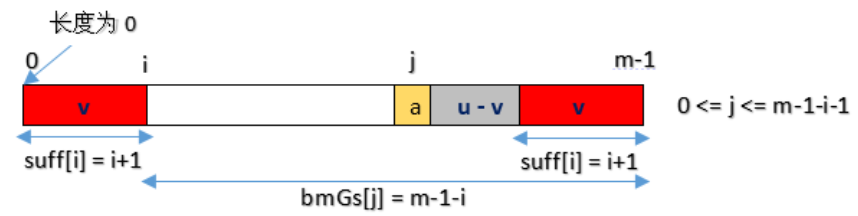 长度为 0
0 i j m-1
v a u - v v 0 <= j <= m-1-i-1
suff[i] = i+1 suff[i] = i+1
bmGs[j] = m-1-i